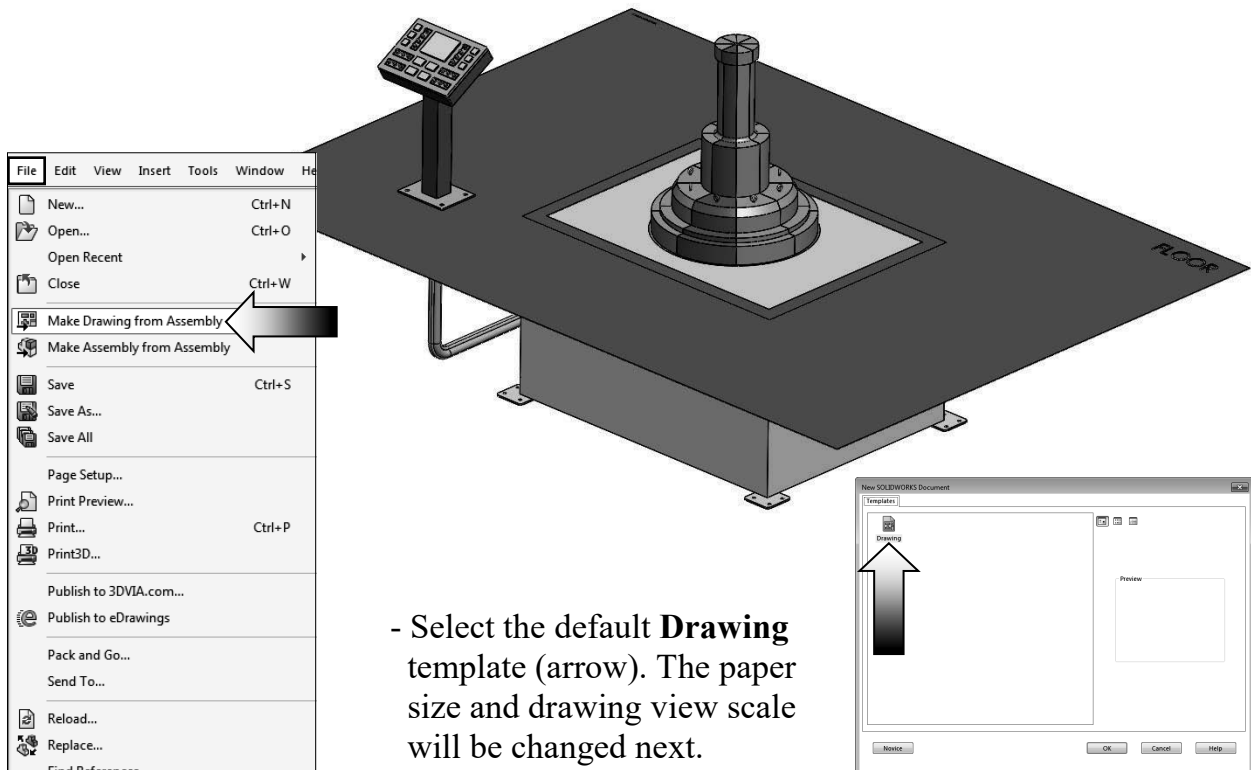 FLOOR
File Edit View Insert Tools Window He
New... Ctrl+N
Open... Ctrl+O
Open Recent
Close Ctrl+W
Make Drawing from Assembly
Make Assembly from Assembly
Save Ctrl+S
Save As...
Save All
Page Setup...
Print Preview...
Print... Ctrl+P
Print3D...
Publish to 3DVIA.com...
Publish to eDrawings
Pack and Go...
Send To...
Reload...
Replace...
Find References
New SOLIDWORKS Document
Templates
Drawing
Preview
Novice OK Cancel Help
- Select the default Drawing
template (arrow). The paper
size and drawing view scale
will be changed next.